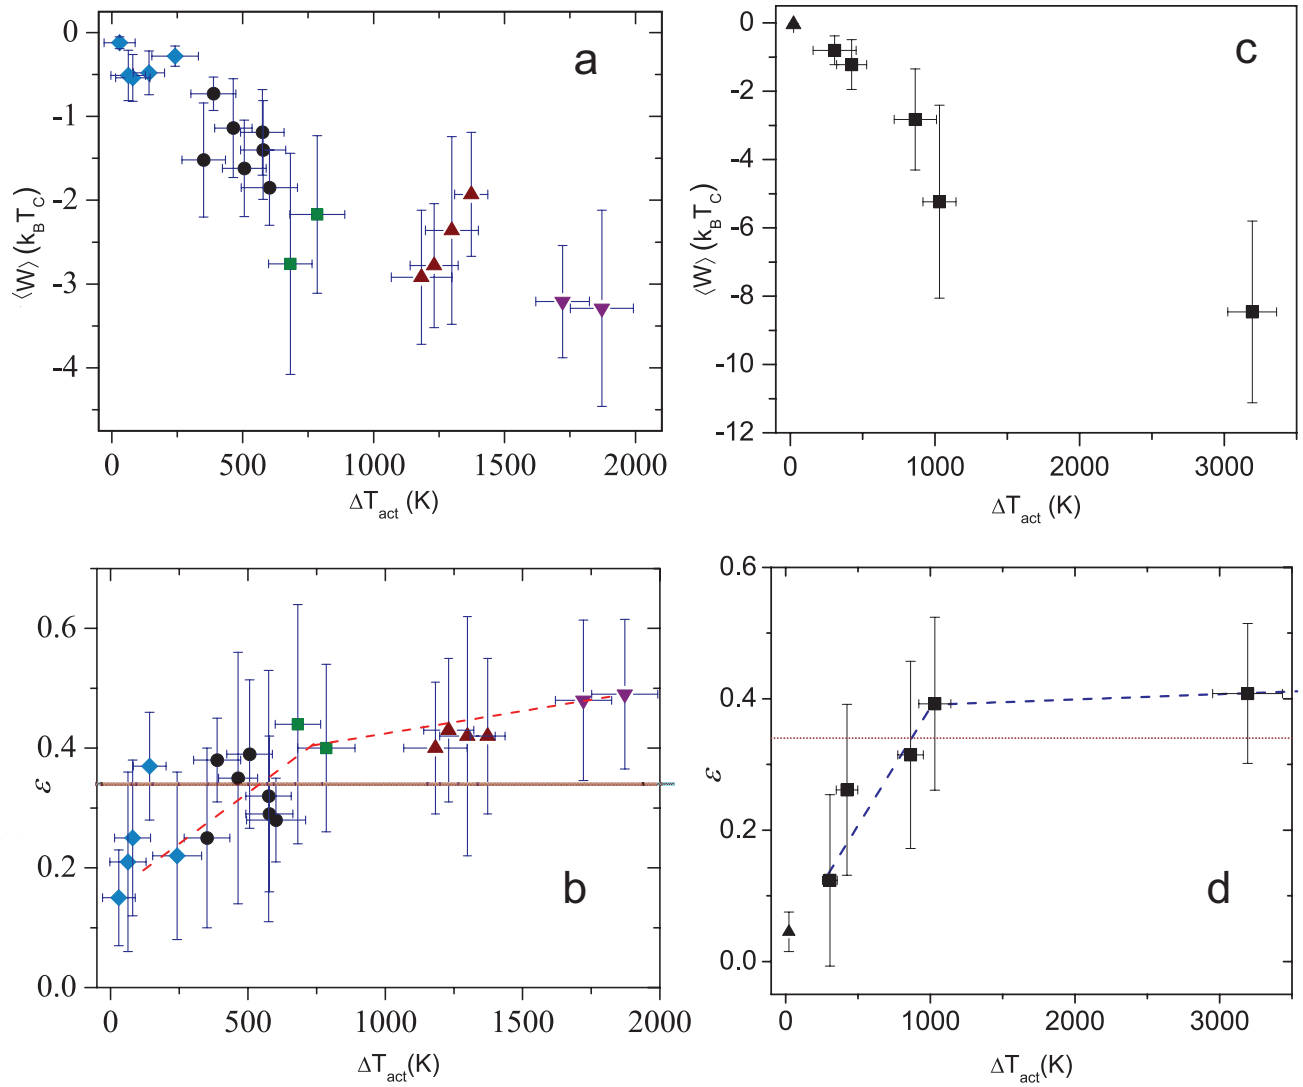 a
0
-1
-2
-3
-4
⟨W⟩ (k_B T_C)
0 500 1000 1500 2000
ΔT_act (K)
c
0
-2
-4
-6
-8
-10
-12
⟨W⟩ (k_B T_C)
0 1000 2000 3000
ΔT_act (K)
b
0.6
0.4
0.2
0.0
ε
0 500 1000 1500 2000
ΔT_act(K)
d
0.6
0.4
0.2
0.0
ε
0 1000 2000 3000
ΔT_act (K)